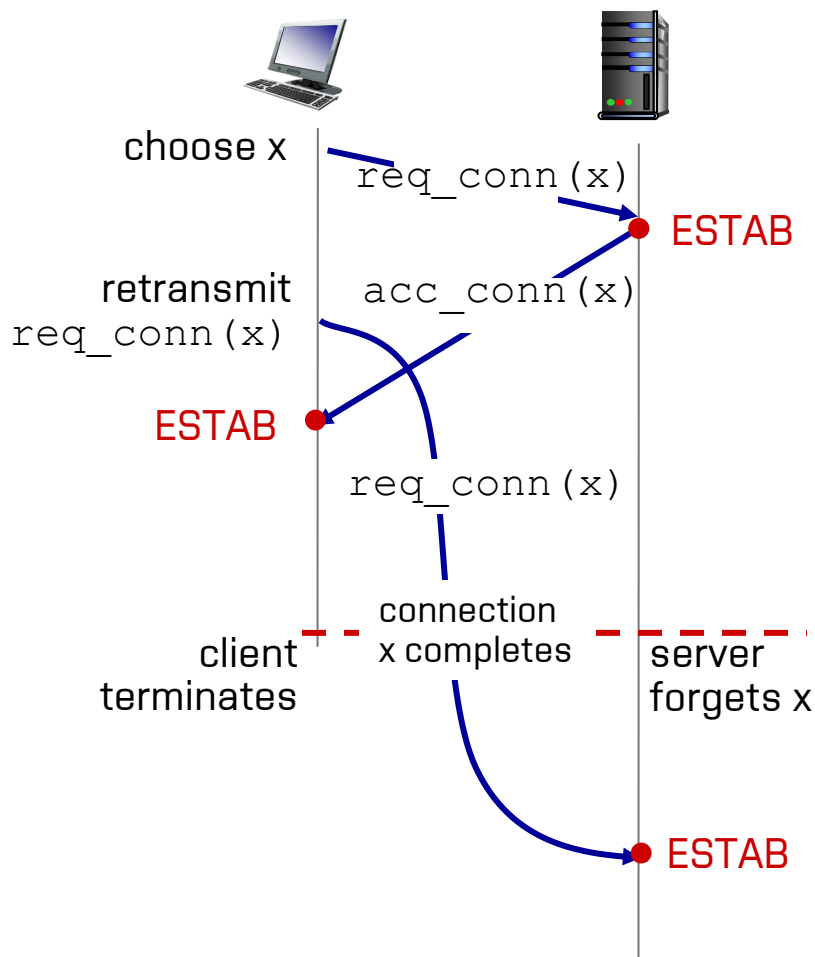 choose x
req_conn(x)
ESTAB
retransmit
req_conn(x)
acc_conn(x)
ESTAB
req_conn(x)
connection
x completes
client
terminates
server
forgets x
ESTAB